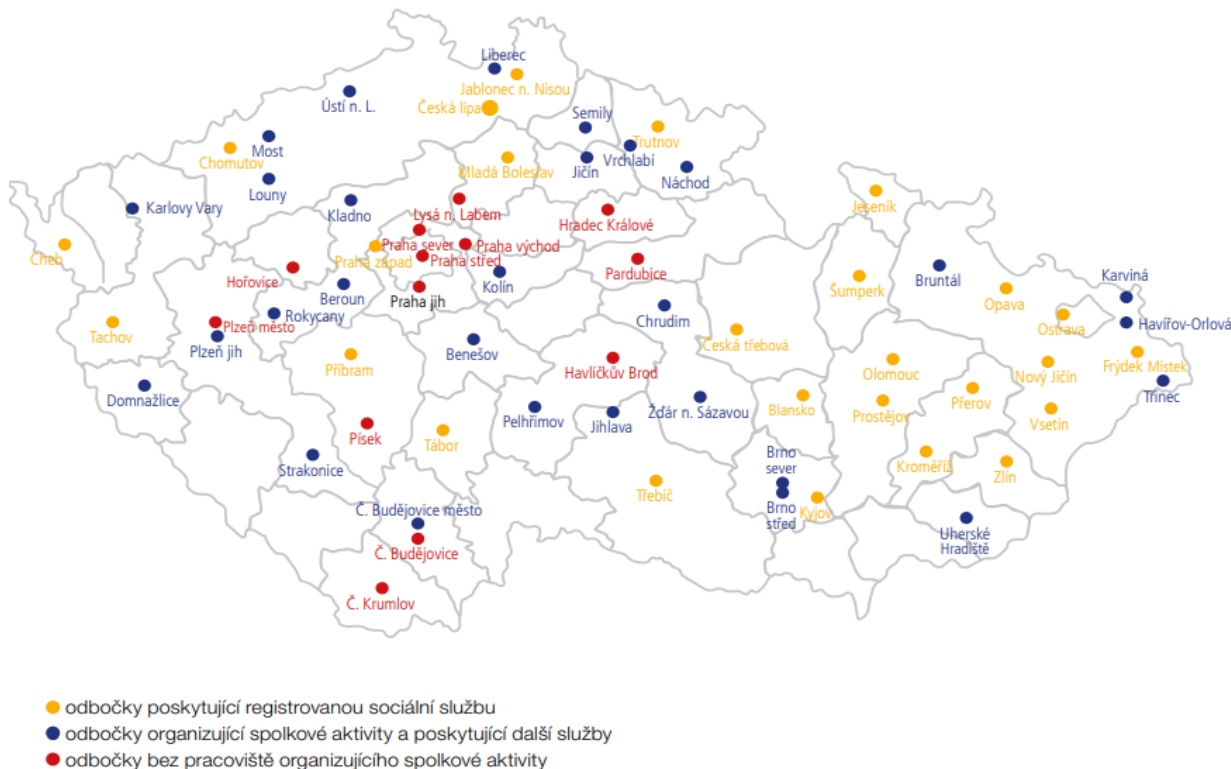 Liberec
Jablonec n. Nisou
Ústí n. L.
Česká lípa
Semily
Trutnov
Most
Chomutov
Vrchlabí
Mladá Boleslav
Jičín
Náchod
Louny
Jeseník
Karlovy Vary
Kladno
Lysá n. Labem
Hradec Králové
Praha sever
Praha východ
Cheb
Praha západ
Praha střed
Hořovice
Pardubice
Kolín
Šumperk
Bruntál
Karviná
Beroun
Praha jih
Opava
Rokycany
Chrudim
Havířov-Orlová
Tachov
Plzeň město
Ostrava
Česká třebová
Plzeň jih
Benešov
Příbram
Havlíčkův Brod
Olomouc
Nový Jičín
Frýdek Místek
Třinec
Domnažlice
Blansko
Přerov
Pelhřimov
Jihlava
Žďár n. Sázavou
Prostějov
Vsetín
Písek
Tábor
Strakonice
Brno
sever
Kroměříž
Zlín
Třebíč
Brno
střed
Kyjov
Č. Budějovice město
Uherské
Hradiště
Č. Budějovice
Č. Krumlov
odbočky poskytující registrovanou sociální službu
odbočky organizující spolkové aktivity a poskytující další služby
odbočky bez pracoviště organizujícího spolkové aktivity